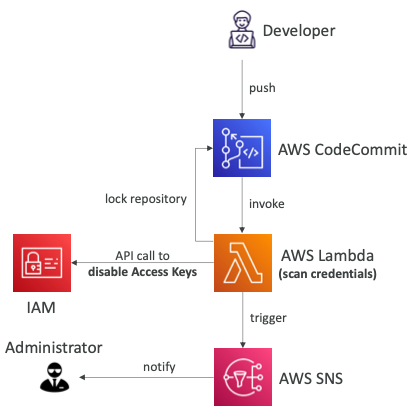 Developer
push
AWS CodeCommit
lock repository
invoke
AWS Lambda
(scan credentials)
API call to
disable Access Keys
IAM
trigger
Administrator
notify
AWS SNS